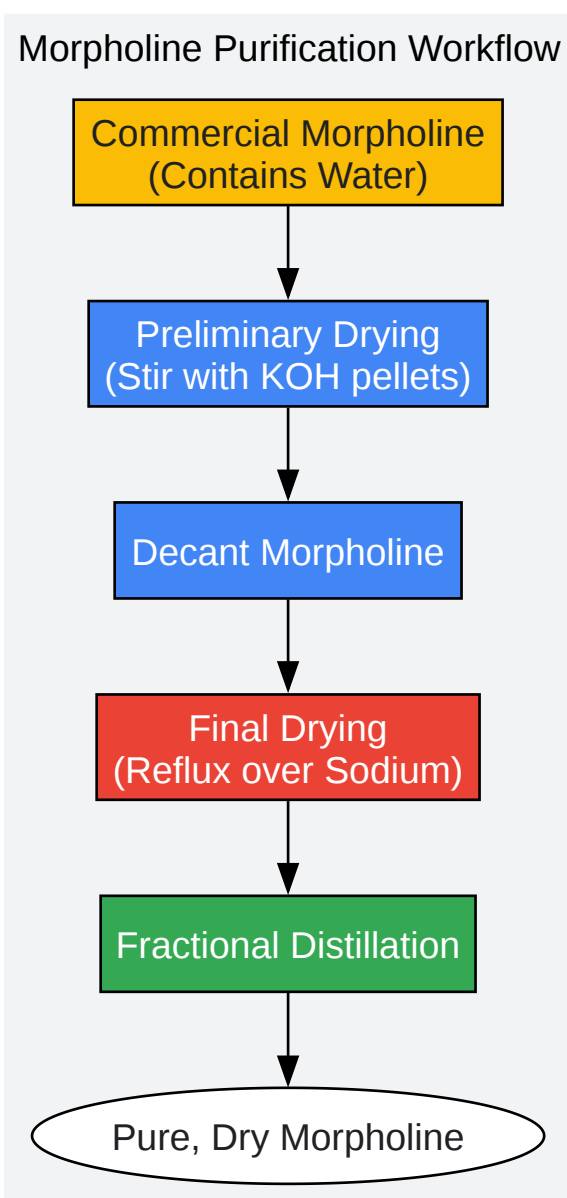 Morpholine Purification Workflow
Commercial Morpholine
(Contains Water)
Preliminary Drying
(Stir with KOH pellets)
Decant Morpholine
Final Drying
(Reflux over Sodium)
Fractional Distillation
Pure, Dry Morpholine